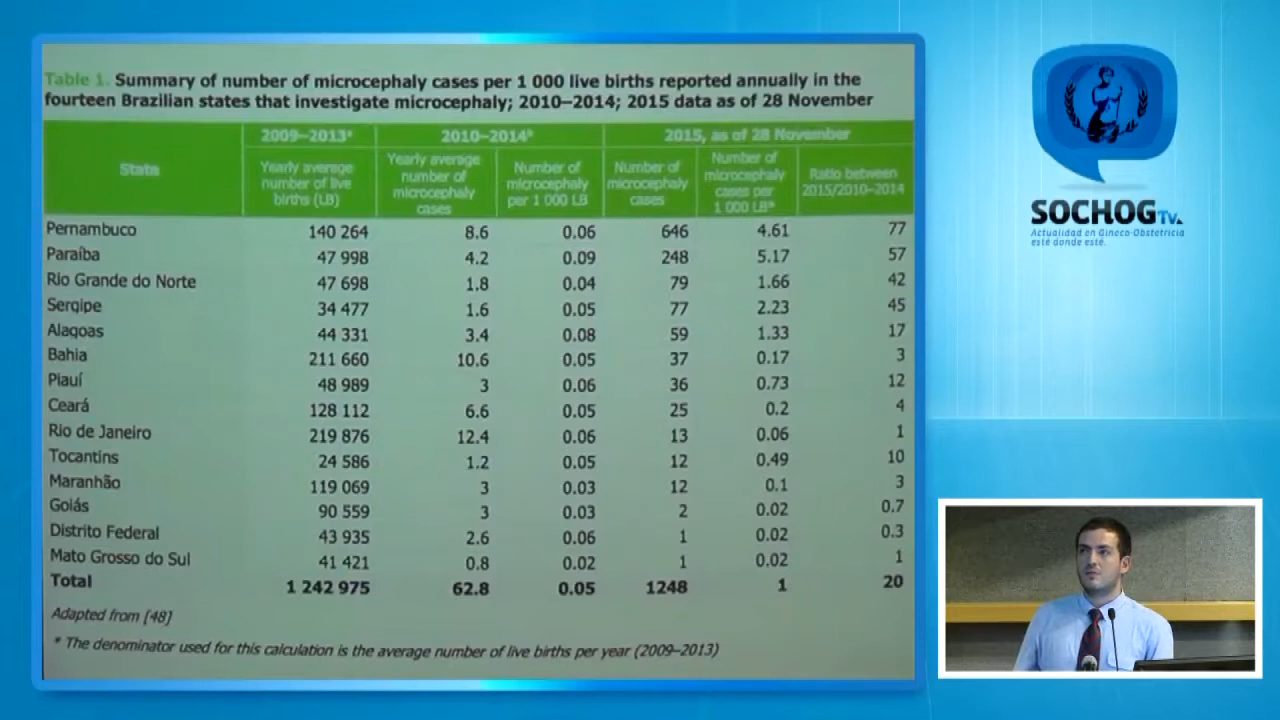 Table 1. Summary of number of microcephaly cases per 1 000 live births reported annually in the
fourteen Brazilian states that investigate microcephaly; 2010–2014; 2015 data as of 28 November
State 2009–2013ª 2010–2014ᵇ 2015, as of 28 November
Yearly average number of live births (LB) Yearly average number of microcephaly cases Number of microcephaly per 1 000 LB Number of microcephaly cases Number of microcephaly cases per 1 000 LB* Ratio between 2015/2010–2014
Pernambuco 140 264 8.6 0.06 646 4.61 77
Paraíba 47 998 4.2 0.09 248 5.17 57
Rio Grande do Norte 47 698 1.8 0.04 79 1.66 42
Sergipe 34 477 1.6 0.05 77 2.23 45
Alagoas 44 331 3.4 0.08 59 1.33 17
Bahia 211 660 10.6 0.05 37 0.17 3
Piauí 48 989 3 0.06 36 0.73 12
Ceará 128 112 6.6 0.05 25 0.2 4
Rio de Janeiro 219 876 12.4 0.06 13 0.06 1
Tocantins 24 586 1.2 0.05 12 0.49 10
Maranhão 119 069 3 0.03 12 0.1 3
Goiás 90 559 3 0.03 2 0.02 0.7
Distrito Federal 43 935 2.6 0.06 1 0.02 0.3
Mato Grosso do Sul 41 421 0.8 0.02 1 0.02 1
Total 1 242 975 62.8 0.05 1248 1 20
Adapted from [48]
* The denominator used for this calculation is the average number of live births per year (2009–2013)
SOCHOG Tv.
Actualidad en Gineco-Obstetricia
esté donde esté.